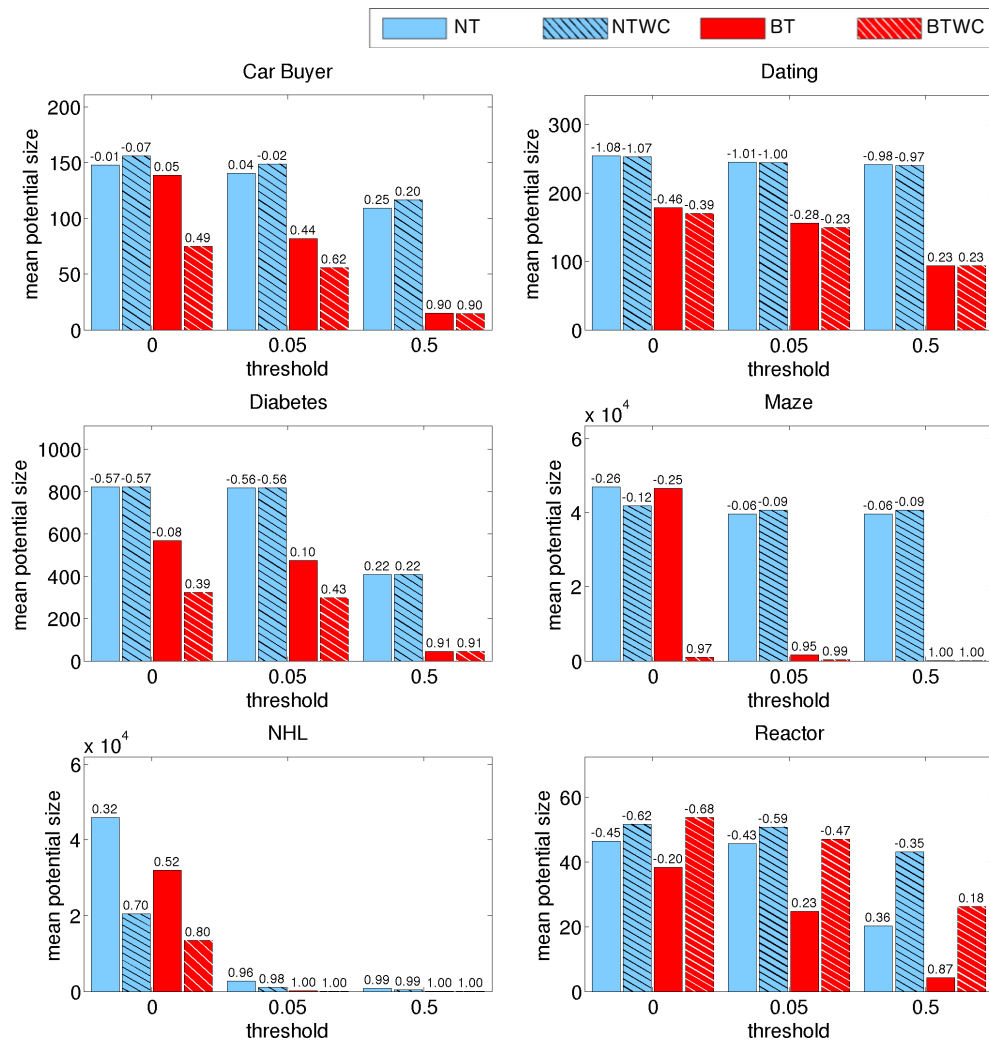 NT NTWC BT BTWC
Car Buyer
mean potential size
200
150
100
50
0
-0.01 -0.07 0.05 0.49
0.04 -0.02 0.44 0.62
0.25 0.20 0.90 0.90
0 0.05 0.5
threshold
Dating
mean potential size
300
200
100
0
-1.08 -1.07 -0.46 -0.39
-1.01 -1.00 -0.28 -0.23
-0.98 -0.97 0.23 0.23
0 0.05 0.5
threshold
Diabetes
mean potential size
1000
800
600
400
200
0
-0.57 -0.57 -0.08 0.39
-0.56 -0.56 0.10 0.43
0.22 0.22 0.91 0.91
0 0.05 0.5
threshold
Maze
x 10^4
mean potential size
6
4
2
0
-0.26 -0.12 -0.25 0.97
-0.06 -0.09 0.95 0.99
-0.06 -0.09 1.00 1.00
0 0.05 0.5
threshold
NHL
x 10^4
mean potential size
6
4
2
0
0.32 0.70 0.52 0.80
0.96 0.98 1.00 1.00
0.99 0.99 1.00 1.00
0 0.05 0.5
threshold
Reactor
mean potential size
60
40
20
0
-0.45 -0.62 -0.20 -0.68
-0.43 -0.59 0.23 -0.47
0.36 -0.35 0.87 0.18
0 0.05 0.5
threshold